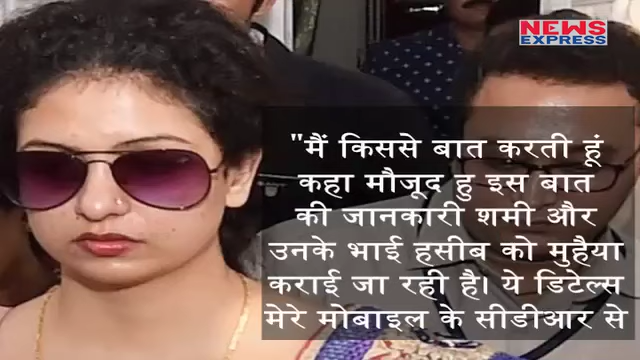 NEWS
EXPRESS
"मैं किससे बात करती हूं
कहा मौजूद हु इस बात
की जानकारी शमी और
उनके भाई हसीब को मुहैया
कराई जा रही है। ये डिटेल्स
मेरे मोबाइल के सीडीआर से